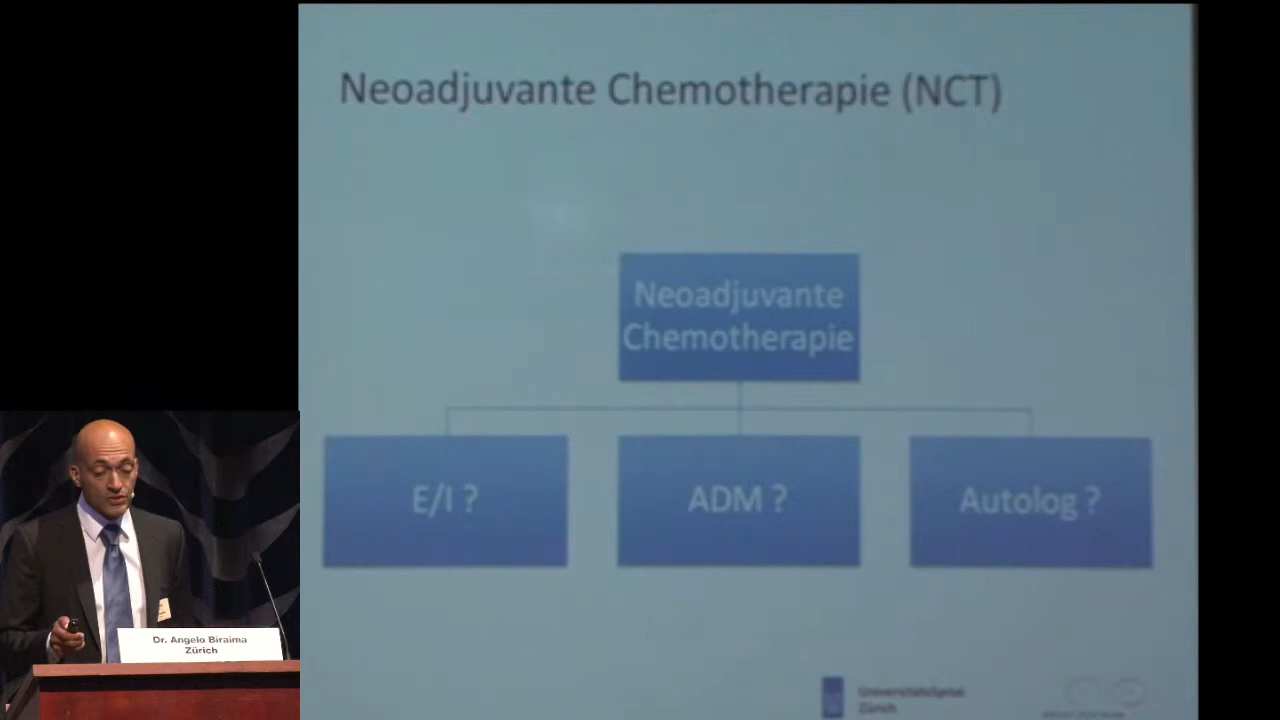 Neoadjuvante Chemotherapie (NCT)
Neoadjuvante
Chemotherapie
E/I ?
ADM ?
Autolog ?
Dr. Angelo Biraima
Zürich
UniversitätsSpital
Zürich